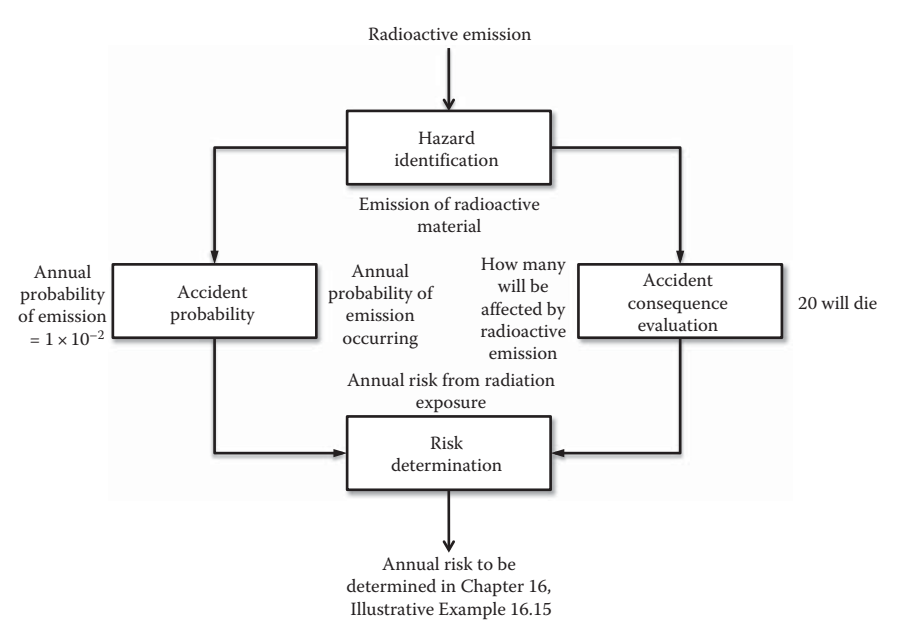 Radioactive emission
Hazard
identification
Emission of radioactive
material
Annual
probability
of emission
= 1 × 10⁻²
Accident
probability
Annual
probability of
emission
occurring
How many
will be
affected by
radioactive
emission
Accident
consequence
evaluation
20 will die
Annual risk from radiation
exposure
Risk
determination
Annual risk to be
determined in Chapter 16,
Illustrative Example 16.15